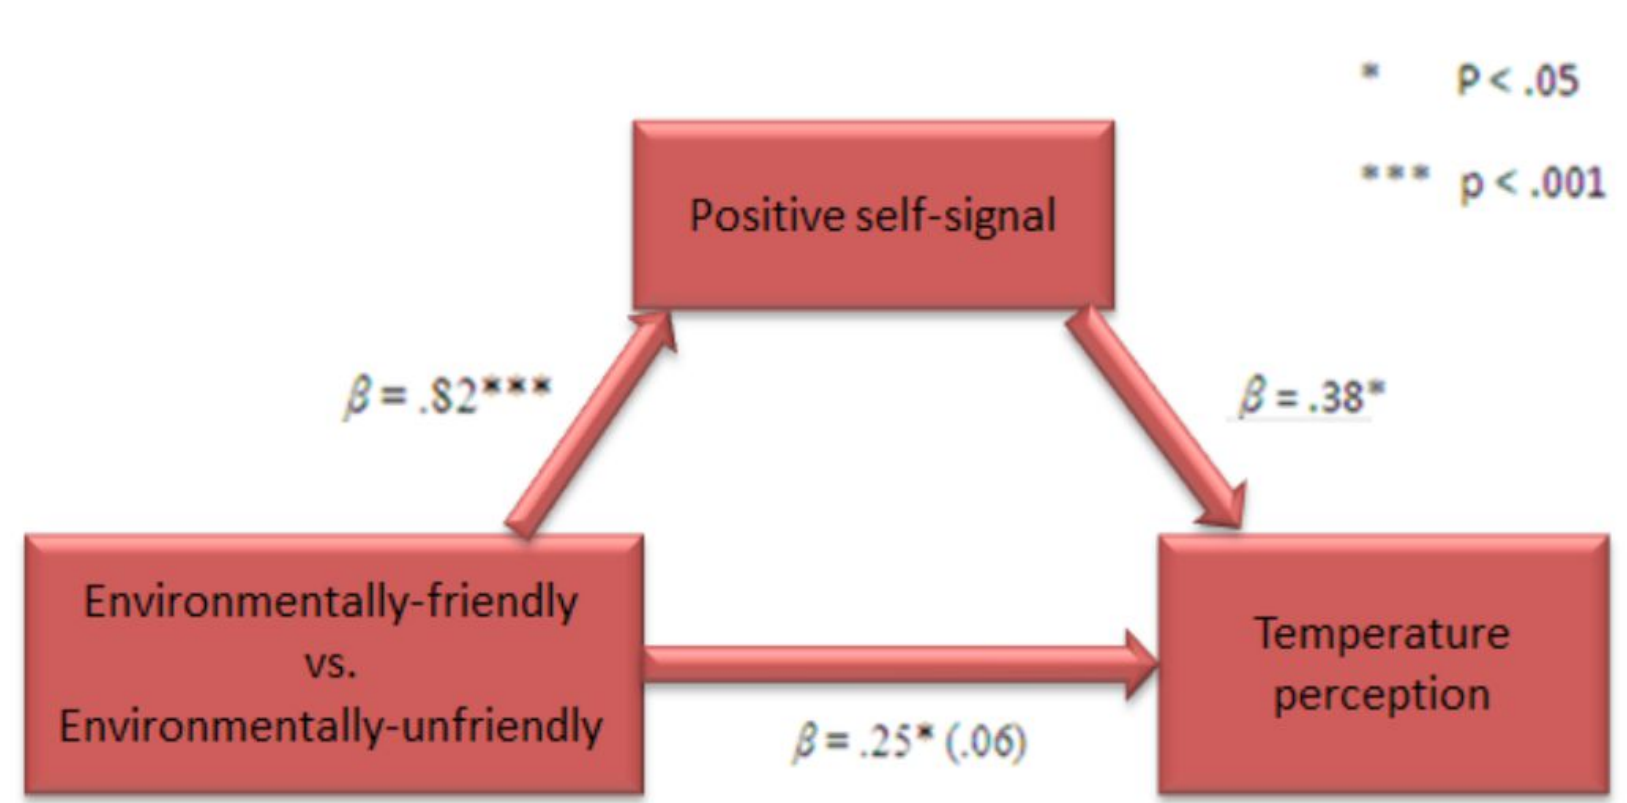 * P < .05
*** p < .001
Positive self-signal
β = .82***
β = .38*
Environmentally-friendly
vs.
Environmentally-unfriendly
Temperature
perception
β = .25* (.06)